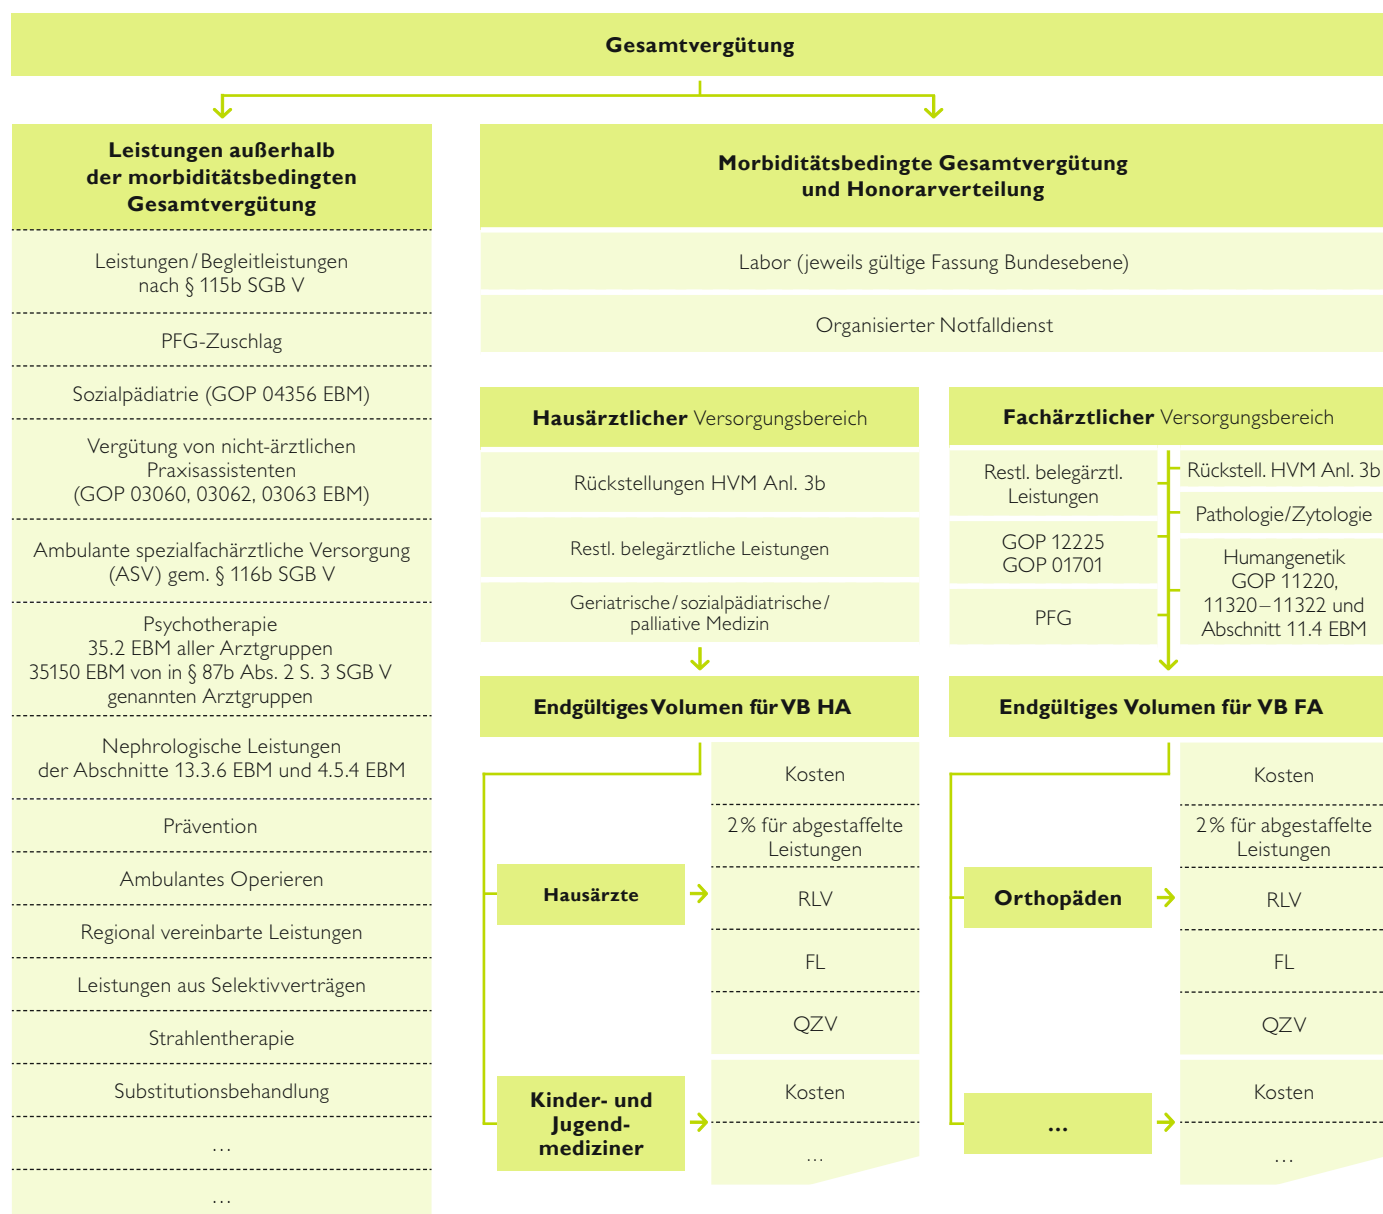 Gesamtvergütung
Leistungen außerhalb
der morbiditätsbedingten
Gesamtvergütung
Leistungen/Begleitleistungen
nach § 115b SGB V
PFG-Zuschlag
Sozialpädiatrie (GOP 04356 EBM)
Vergütung von nicht-ärztlichen
Praxisassistenten
(GOP 03060, 03062, 03063 EBM)
Ambulante spezialfachärztliche Versorgung
(ASV) gem. § 116b SGB V
Psychotherapie
35.2 EBM aller Arztgruppen
35150 EBM von in § 87b Abs. 2 S. 3 SGB V
genannten Arztgruppen
Nephrologische Leistungen
der Abschnitte 13.3.6 EBM und 4.5.4 EBM
Prävention
Ambulantes Operieren
Regional vereinbarte Leistungen
Leistungen aus Selektivverträgen
Strahlentherapie
Substitutionsbehandlung
…
…
Morbiditätsbedingte Gesamtvergütung
und Honorarverteilung
Labor (jeweils gültige Fassung Bundesebene)
Organisierter Notfalldienst
Hausärztlicher Versorgungsbereich
Rückstellungen HVM Anl. 3b
Restl. belegärztliche Leistungen
Geriatrische/sozialpädiatrische/
palliative Medizin
Endgültiges Volumen für VB HA
Hausärzte
Kosten
2% für abgestaffelte
Leistungen
RLV
FL
QZV
Kinder- und
Jugend-
mediziner
Kosten
…
Fachärztlicher Versorgungsbereich
Restl. belegärztl.
Leistungen
GOP 12225
GOP 01701
PFG
Rückstell. HVM Anl. 3b
Pathologie/Zytologie
Humangenetik
GOP 11220,
11320–11322 und
Abschnitt 11.4 EBM
Endgültiges Volumen für VB FA
Orthopäden
Kosten
2% für abgestaffelte
Leistungen
RLV
FL
QZV
…
Kosten
…